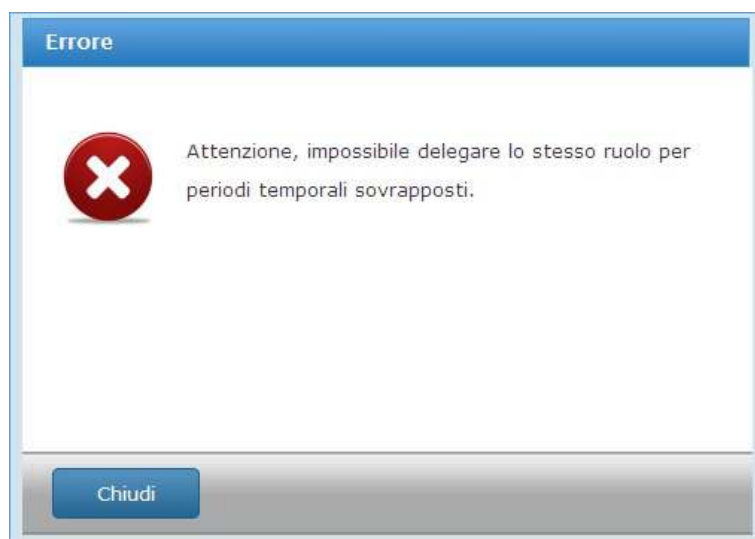 Errore
Attenzione, impossibile delegare lo stesso ruolo per
periodi temporali sovrapposti.
Chiudi